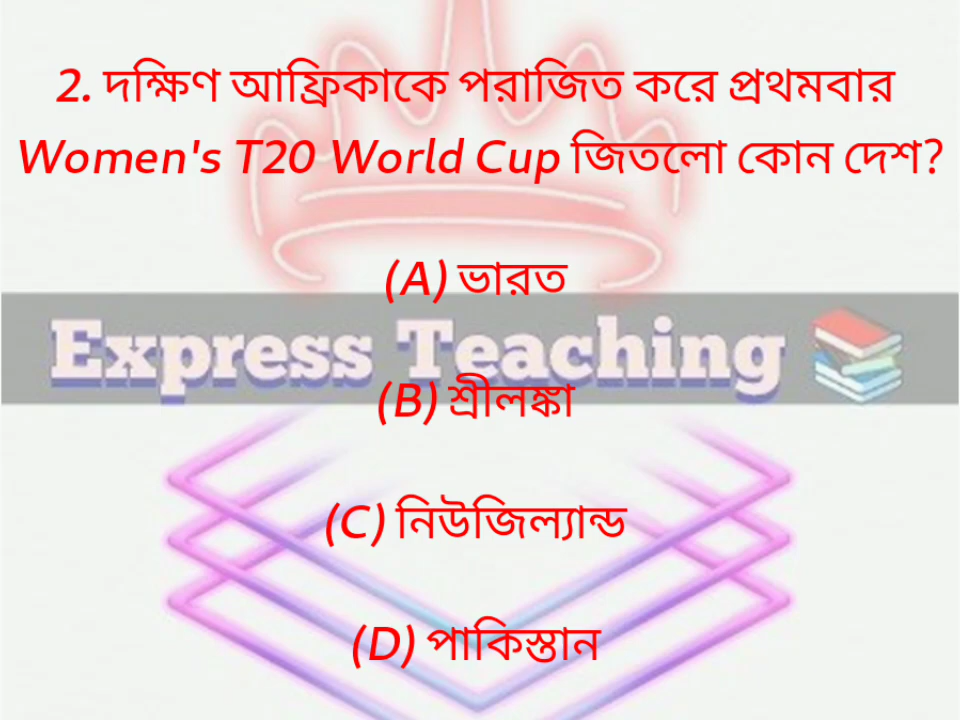 2. দক্ষিণ আফ্রিকাকে পরাজিত করে প্রথমবার
Women's T20 World Cup জিতলো কোন দেশ?
(A) ভারত
Express Teaching
(B) শ্রীলঙ্কা
(C) নিউজিল্যান্ড
(D) পাকিস্তান